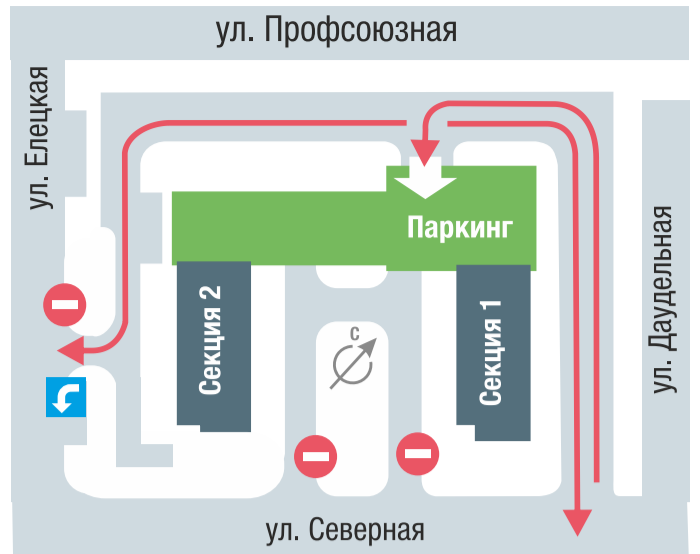 ул. Профсоюзная
ул. Елецкая
Паркинг
ул. Даудельная
Секция 2
С
Секция 1
ул. Северная